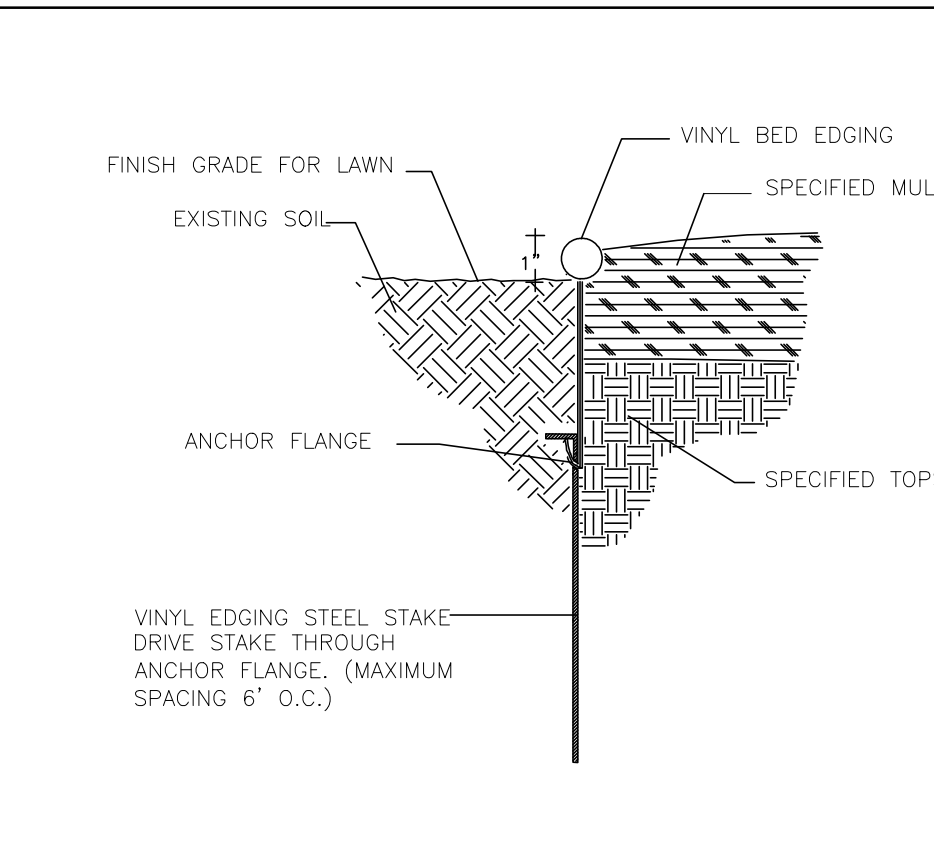 VINYL BED EDGING
FINISH GRADE FOR LAWN
SPECIFIED MUL
EXISTING SOIL
1"
ANCHOR FLANGE
SPECIFIED TOP
VINYL EDGING STEEL STAKE
DRIVE STAKE THROUGH
ANCHOR FLANGE. (MAXIMUM
SPACING 6' O.C.)